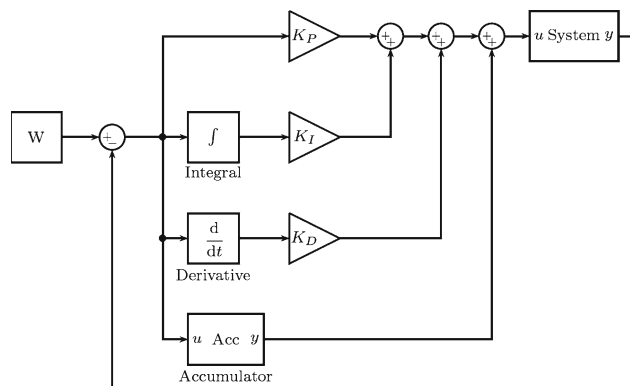 K_P
+ +
+ +
+ +
u System y
W
+ −
∫
K_I
Integral
d
dt
K_D
Derivative
u Acc y
Accumulator